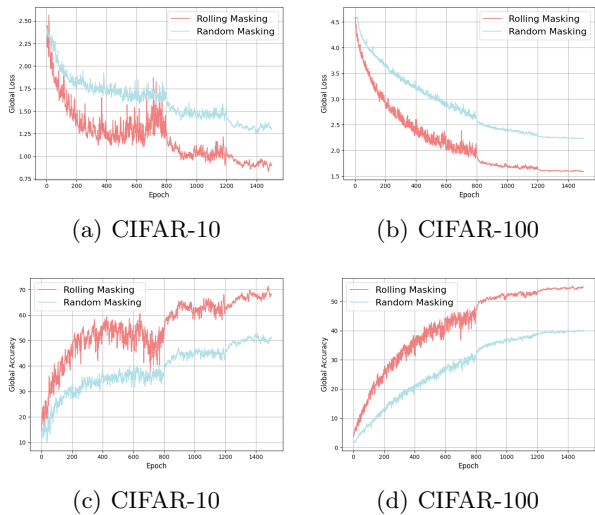 Rolling Masking
Random Masking
2.50
2.25
2.00
1.75
1.50
1.25
1.00
0.75
Global Loss
0 200 400 600 800 1000 1200 1400
Epoch
(a) CIFAR-10
Rolling Masking
Random Masking
4.5
4.0
3.5
3.0
2.5
2.0
1.5
Global Loss
0 200 400 600 800 1000 1200 1400
Epoch
(b) CIFAR-100
Rolling Masking
Random Masking
70
60
50
40
30
20
10
Global Accuracy
0 200 400 600 800 1000 1200 1400
Epoch
(c) CIFAR-10
Rolling Masking
Random Masking
50
40
30
20
10
0
Global Accuracy
0 200 400 600 800 1000 1200 1400
Epoch
(d) CIFAR-100